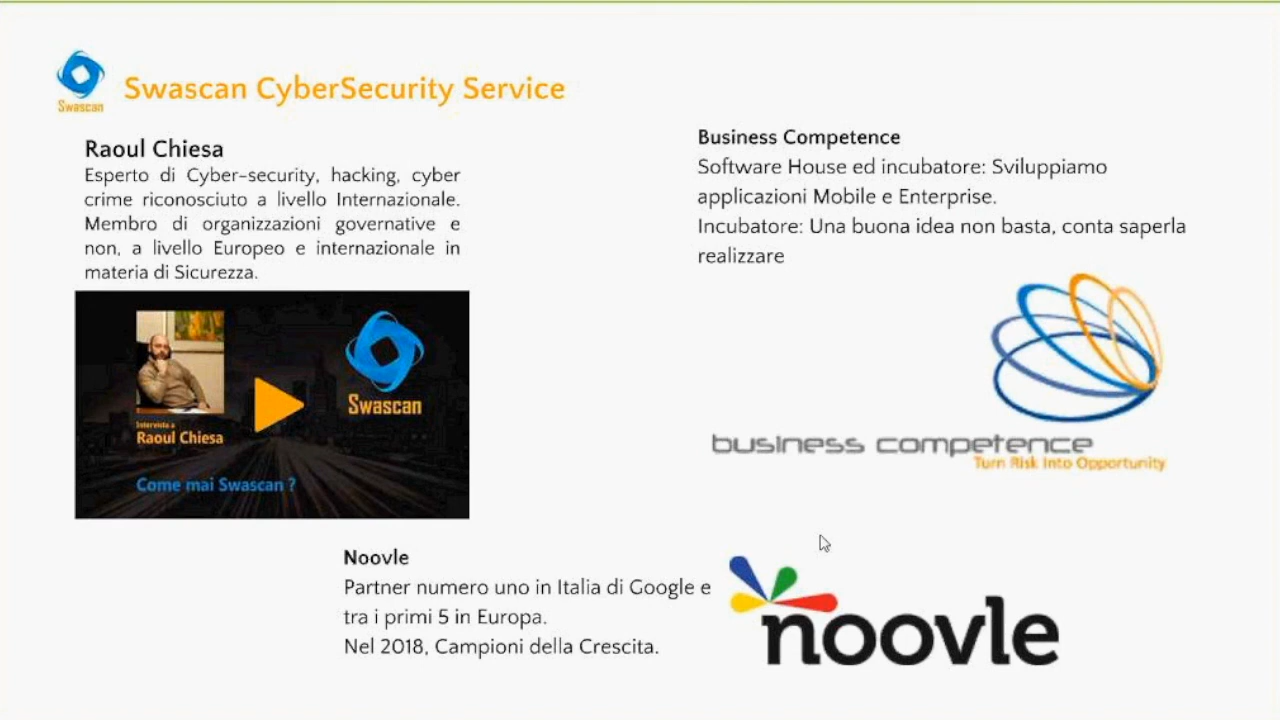 Swascan
Swascan CyberSecurity Service
Raoul Chiesa
Esperto di Cyber-security, hacking, cyber
crime riconosciuto a livello Internazionale.
Membro di organizzazioni governative e
non, a livello Europeo e internazionale in
materia di Sicurezza.
Intervista a
Raoul Chiesa
Swascan
Come mai Swascan ?
Business Competence
Software House ed incubatore: Sviluppiamo
applicazioni Mobile e Enterprise.
Incubatore: Una buona idea non basta, conta saperla
realizzare
business competence
Turn Risk Into Opportunity
Noovle
Partner numero uno in Italia di Google e
tra i primi 5 in Europa.
Nel 2018, Campioni della Crescita.
noovle